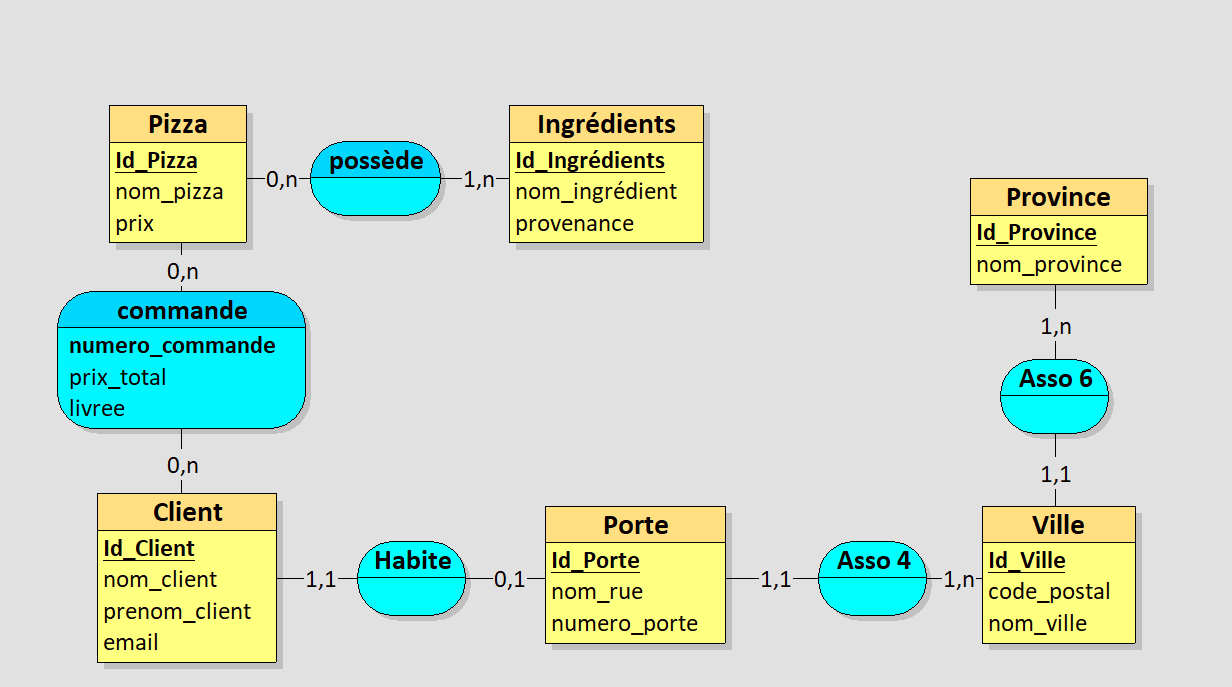 Pizza
Id_Pizza
nom_pizza
prix
0,n
possède
1,n
Ingrédients
Id_Ingrédients
nom_ingrédient
provenance
Province
Id_Province
nom_province
0,n
commande
numero_commande
prix_total
livree
0,n
1,n
Asso 6
1,1
Client
Id_Client
nom_client
prenom_client
email
1,1
Habite
0,1
Porte
Id_Porte
nom_rue
numero_porte
1,1
Asso 4
1,n
Ville
Id_Ville
code_postal
nom_ville